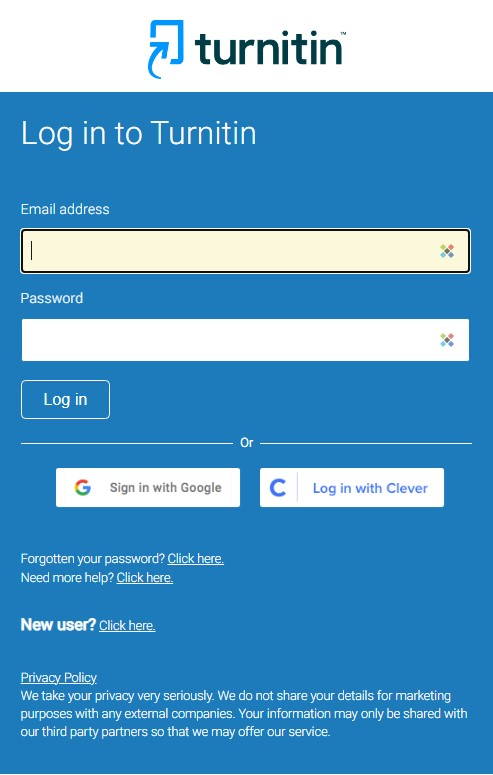 turnitin™
Log in to Turnitin
Email address
Password
Log in
Or
Sign in with Google
Log in with Clever
Forgotten your password? Click here.
Need more help? Click here.
New user? Click here.
Privacy Policy
We take your privacy very seriously. We do not share your details for marketing
purposes with any external companies. Your information may only be shared with
our third party partners so that we may offer our service.